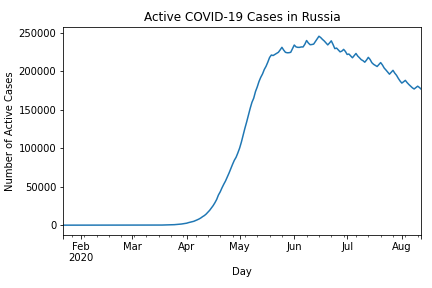 Active COVID-19 Cases in Russia
Number of Active Cases
250000
200000
150000
100000
50000
0
Feb Mar Apr May Jun Jul Aug
2020
Day